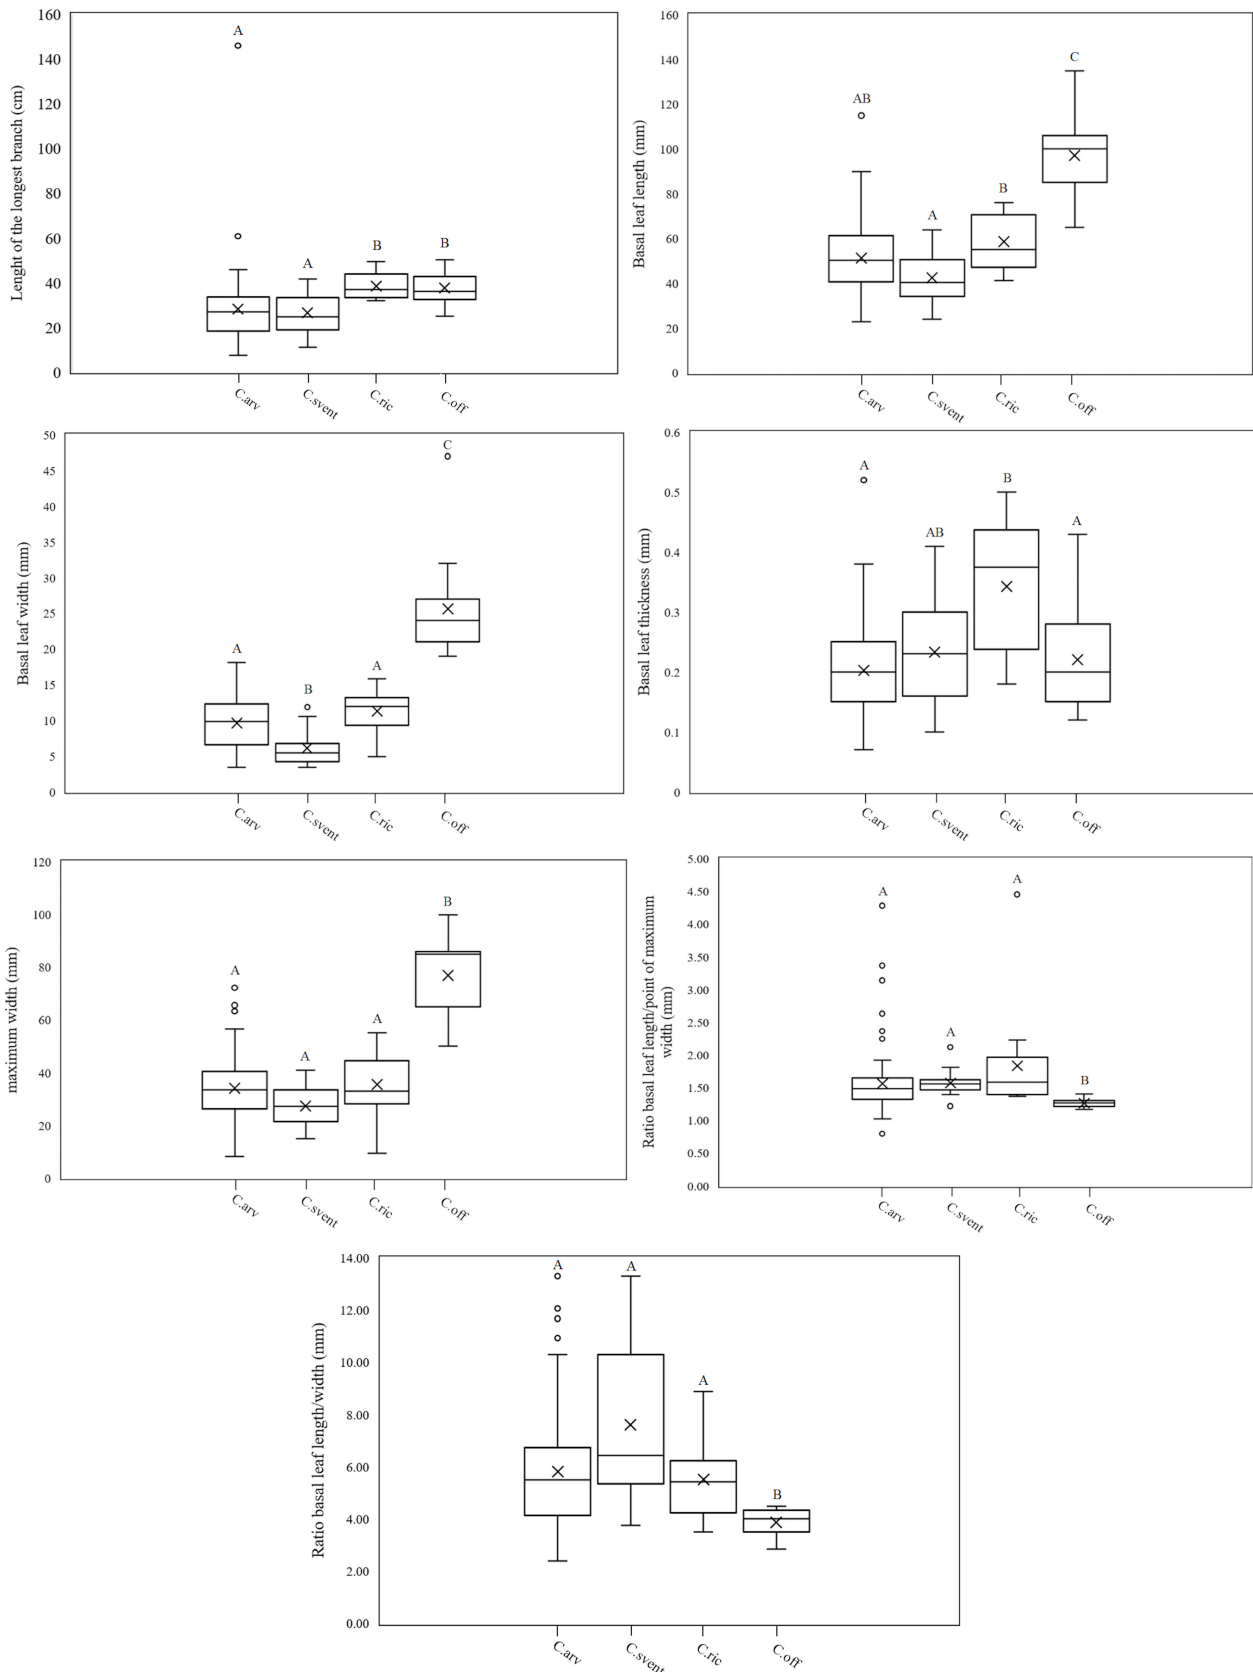 Lenght of the longest branch (cm)
160
140
120
100
80
60
40
20
0
A
A
B
B
C.arv
C.svent
C.ric
C.off
Basal leaf length (mm)
160
140
120
100
80
60
40
20
0
AB
A
B
C
C.arv
C.svent
C.ric
C.off
Basal leaf width (mm)
50
45
40
35
30
25
20
15
10
5
0
A
B
A
C
C.arv
C.svent
C.ric
C.off
Basal leaf thickness (mm)
0.6
0.5
0.4
0.3
0.2
0.1
0
A
AB
B
A
C.arv
C.svent
C.ric
C.off
maximum width (mm)
120
100
80
60
40
20
0
A
A
A
B
C.arv
C.svent
C.ric
C.off
Ratio basal leaf length/point of maximum
width (mm)
5.00
4.50
4.00
3.50
3.00
2.50
2.00
1.50
1.00
0.50
0.00
A
A
A
B
C.arv
C.svent
C.ric
C.off
Ratio basal leaf length/width (mm)
14.00
12.00
10.00
8.00
6.00
4.00
2.00
0.00
A
A
A
B
C.arv
C.svent
C.ric
C.off